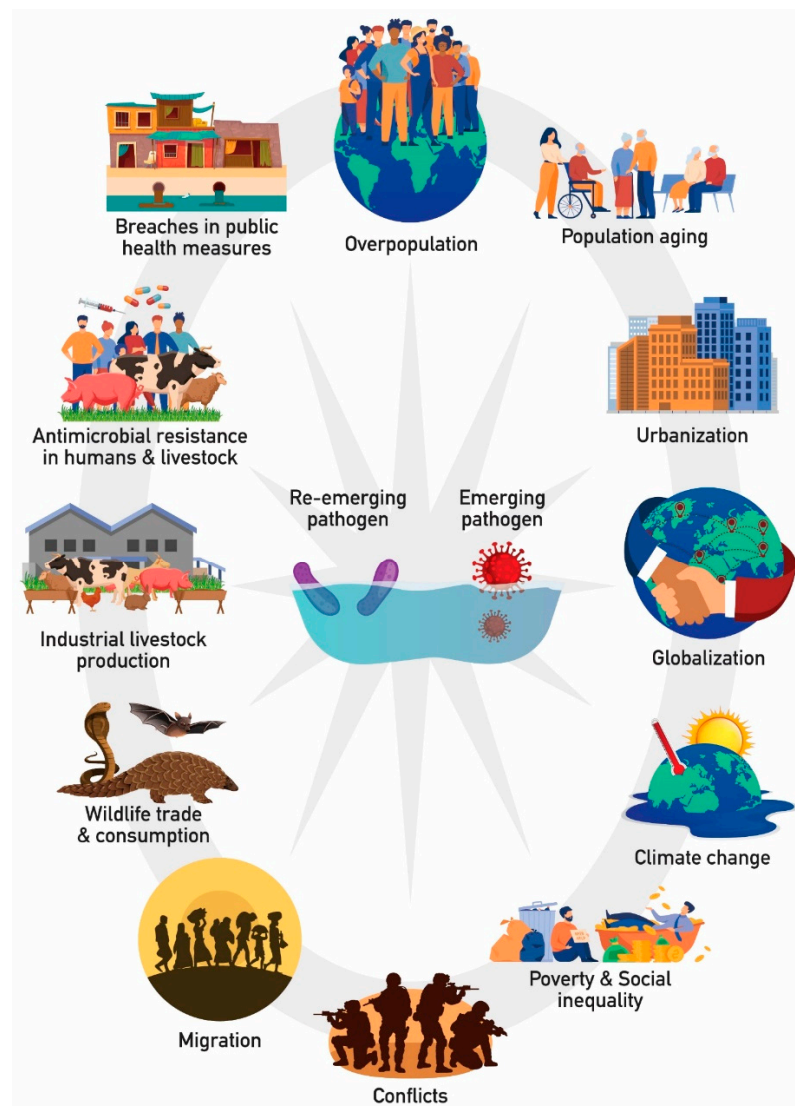 Overpopulation
Population aging
Urbanization
Globalization
Climate change
Poverty & Social
inequality
Conflicts
Migration
Wildlife trade
& consumption
Industrial livestock
production
Antimicrobial resistance
in humans & livestock
Breaches in public
health measures
Re-emerging
pathogen
Emerging
pathogen